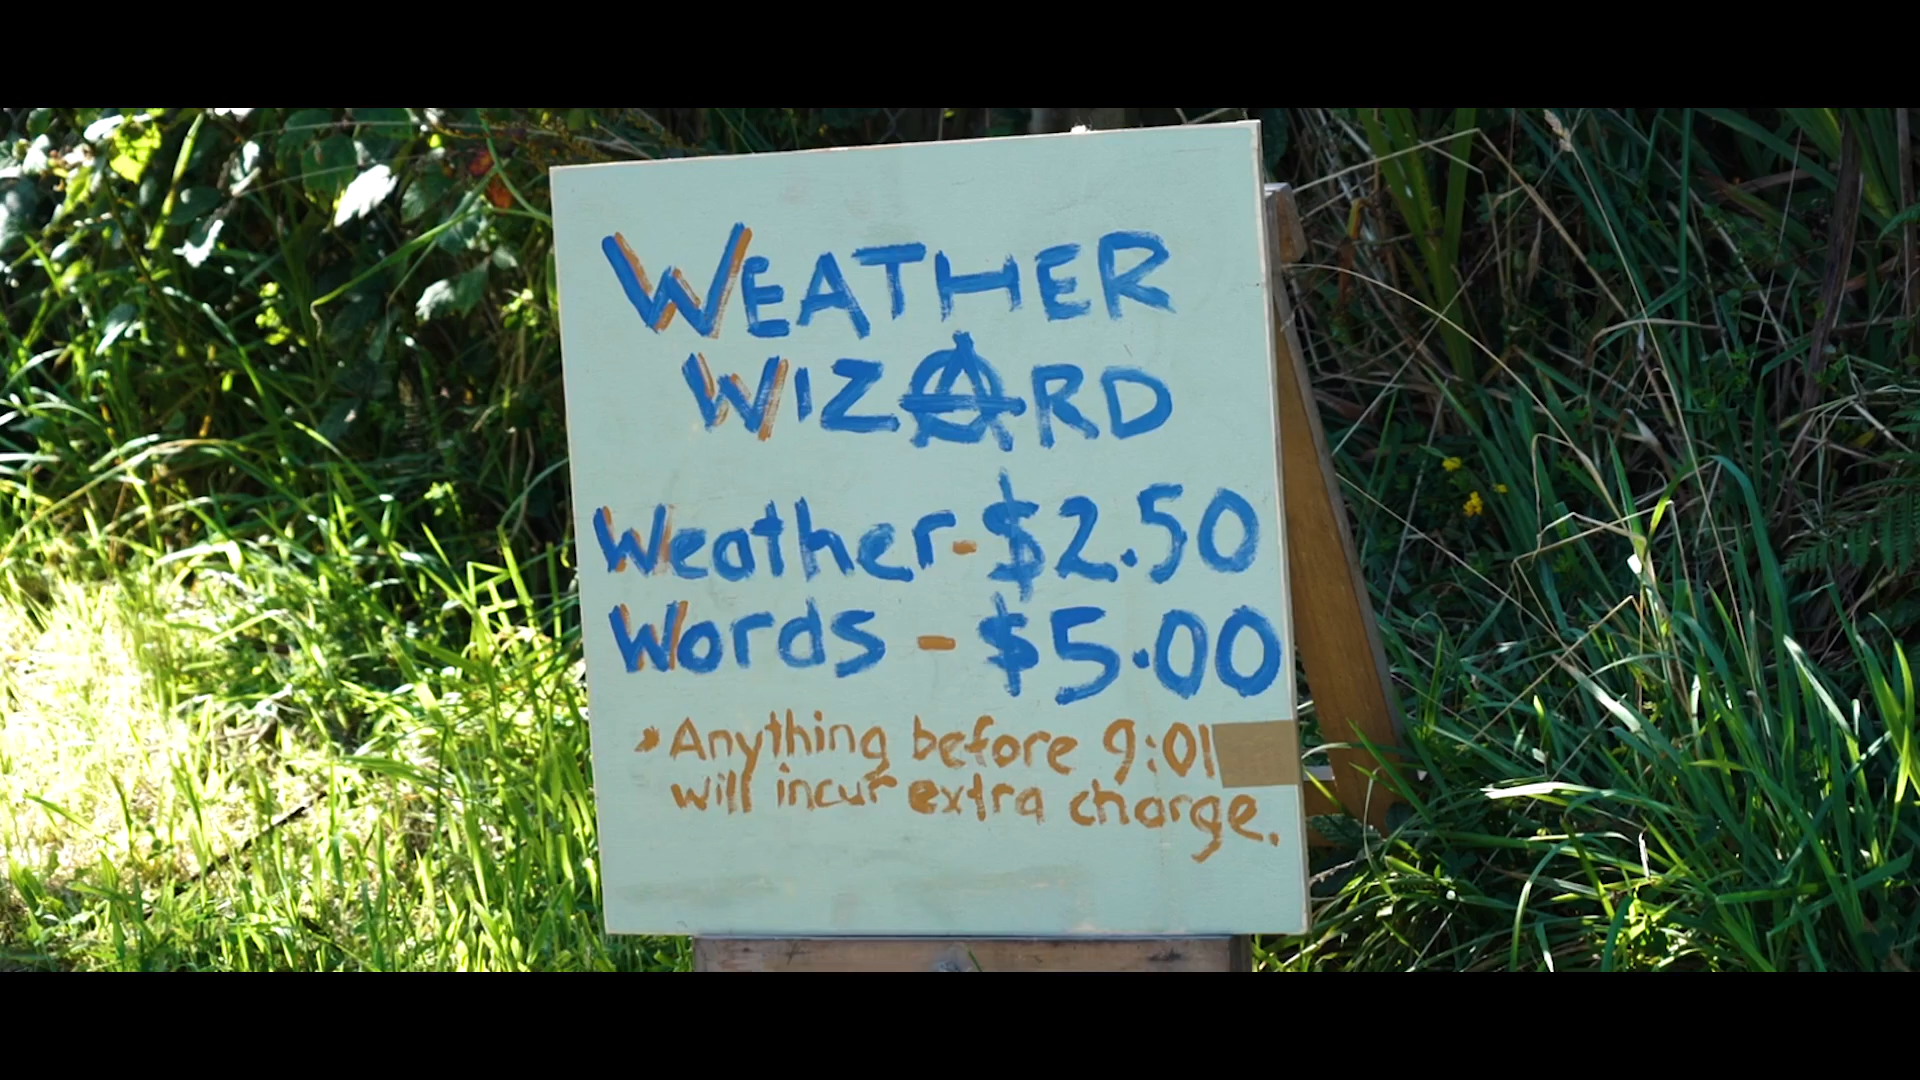 WEATHER
WIZARD
Weather-$2.50
Words - $5.00
*Anything before 9:01
will incur extra charge.